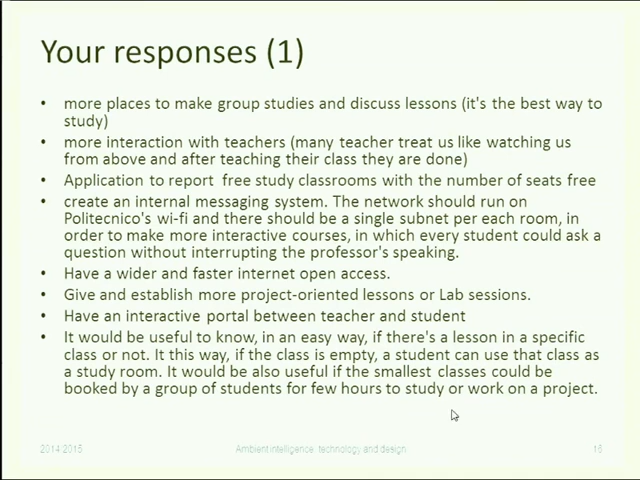 Your responses (1)
• more places to make group studies and discuss lessons (it's the best way to
study)
• more interaction with teachers (many teacher treat us like watching us
from above and after teaching their class they are done)
• Application to report free study classrooms with the number of seats free
• create an internal messaging system. The network should run on
Politecnico's wi-fi and there should be a single subnet per each room, in
order to make more interactive courses, in which every student could ask a
question without interrupting the professor's speaking.
• Have a wider and faster internet open access.
• Give and establish more project-oriented lessons or Lab sessions.
• Have an interactive portal between teacher and student
• It would be useful to know, in an easy way, if there's a lesson in a specific
class or not. It this way, if the class is empty, a student can use that class as
a study room. It would be also useful if the smallest classes could be
booked by a group of students for few hours to study or work on a project.
2014:2015 Ambient intelligence: technology and design 16